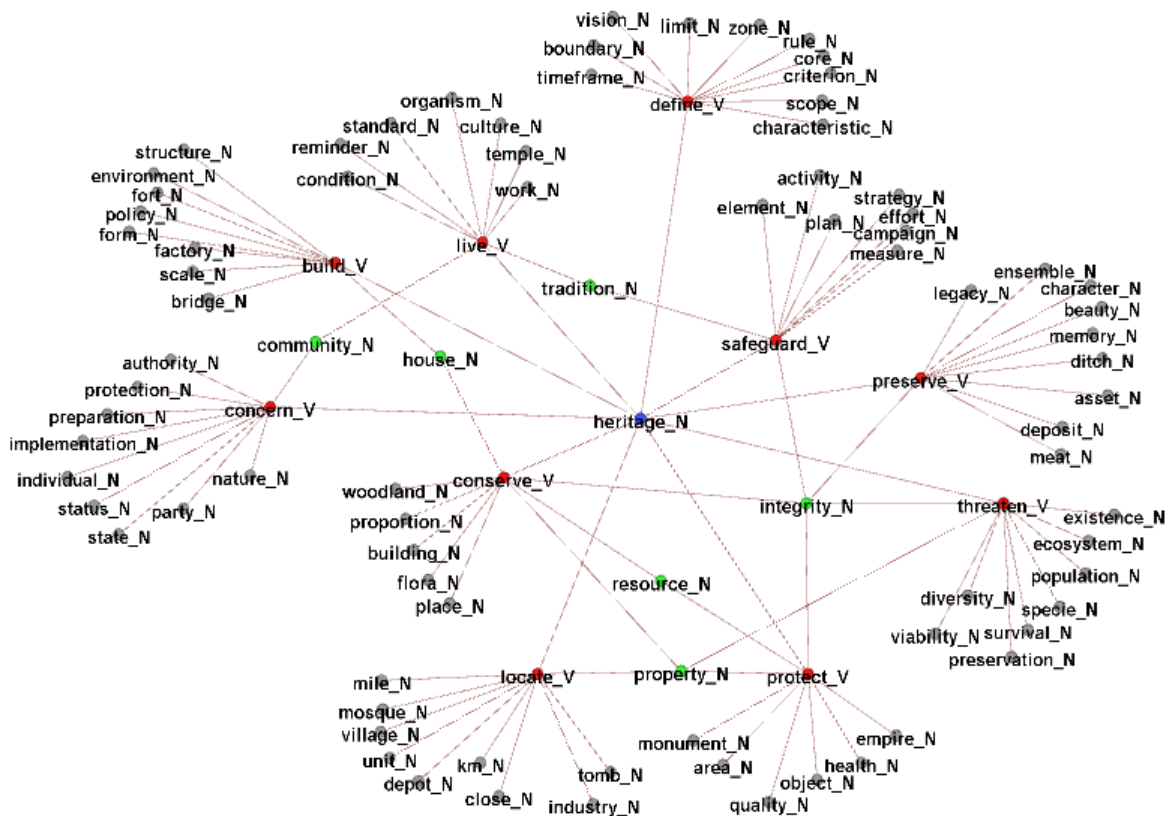 vision_N
limit_N
zone_N
rule_N
boundary_N
core_N
timeframe_N
criterion_N
define_V
scope_N
characteristic_N
organism_N
standard_N
culture_N
reminder_N
temple_N
condition_N
work_N
live_V
structure_N
environment_N
fort_N
policy_N
form_N
factory_N
build_V
scale_N
bridge_N
activity_N
strategy_N
element_N
effort_N
plan_N
campaign_N
measure_N
tradition_N
safeguard_V
ensemble_N
legacy_N
character_N
beauty_N
memory_N
ditch_N
preserve_V
asset_N
deposit_N
meat_N
community_N
house_N
authority_N
protection_N
preparation_N
concern_V
implementation_N
individual_N
nature_N
status_N
party_N
state_N
heritage_N
conserve_V
woodland_N
proportion_N
building_N
flora_N
place_N
integrity_N
threaten_V
existence_N
ecosystem_N
population_N
diversity_N
specie_N
viability_N
survival_N
preservation_N
resource_N
property_N
locate_V
protect_V
mile_N
mosque_N
village_N
unit_N
depot_N
km_N
close_N
tomb_N
industry_N
monument_N
area_N
quality_N
object_N
health_N
empire_N